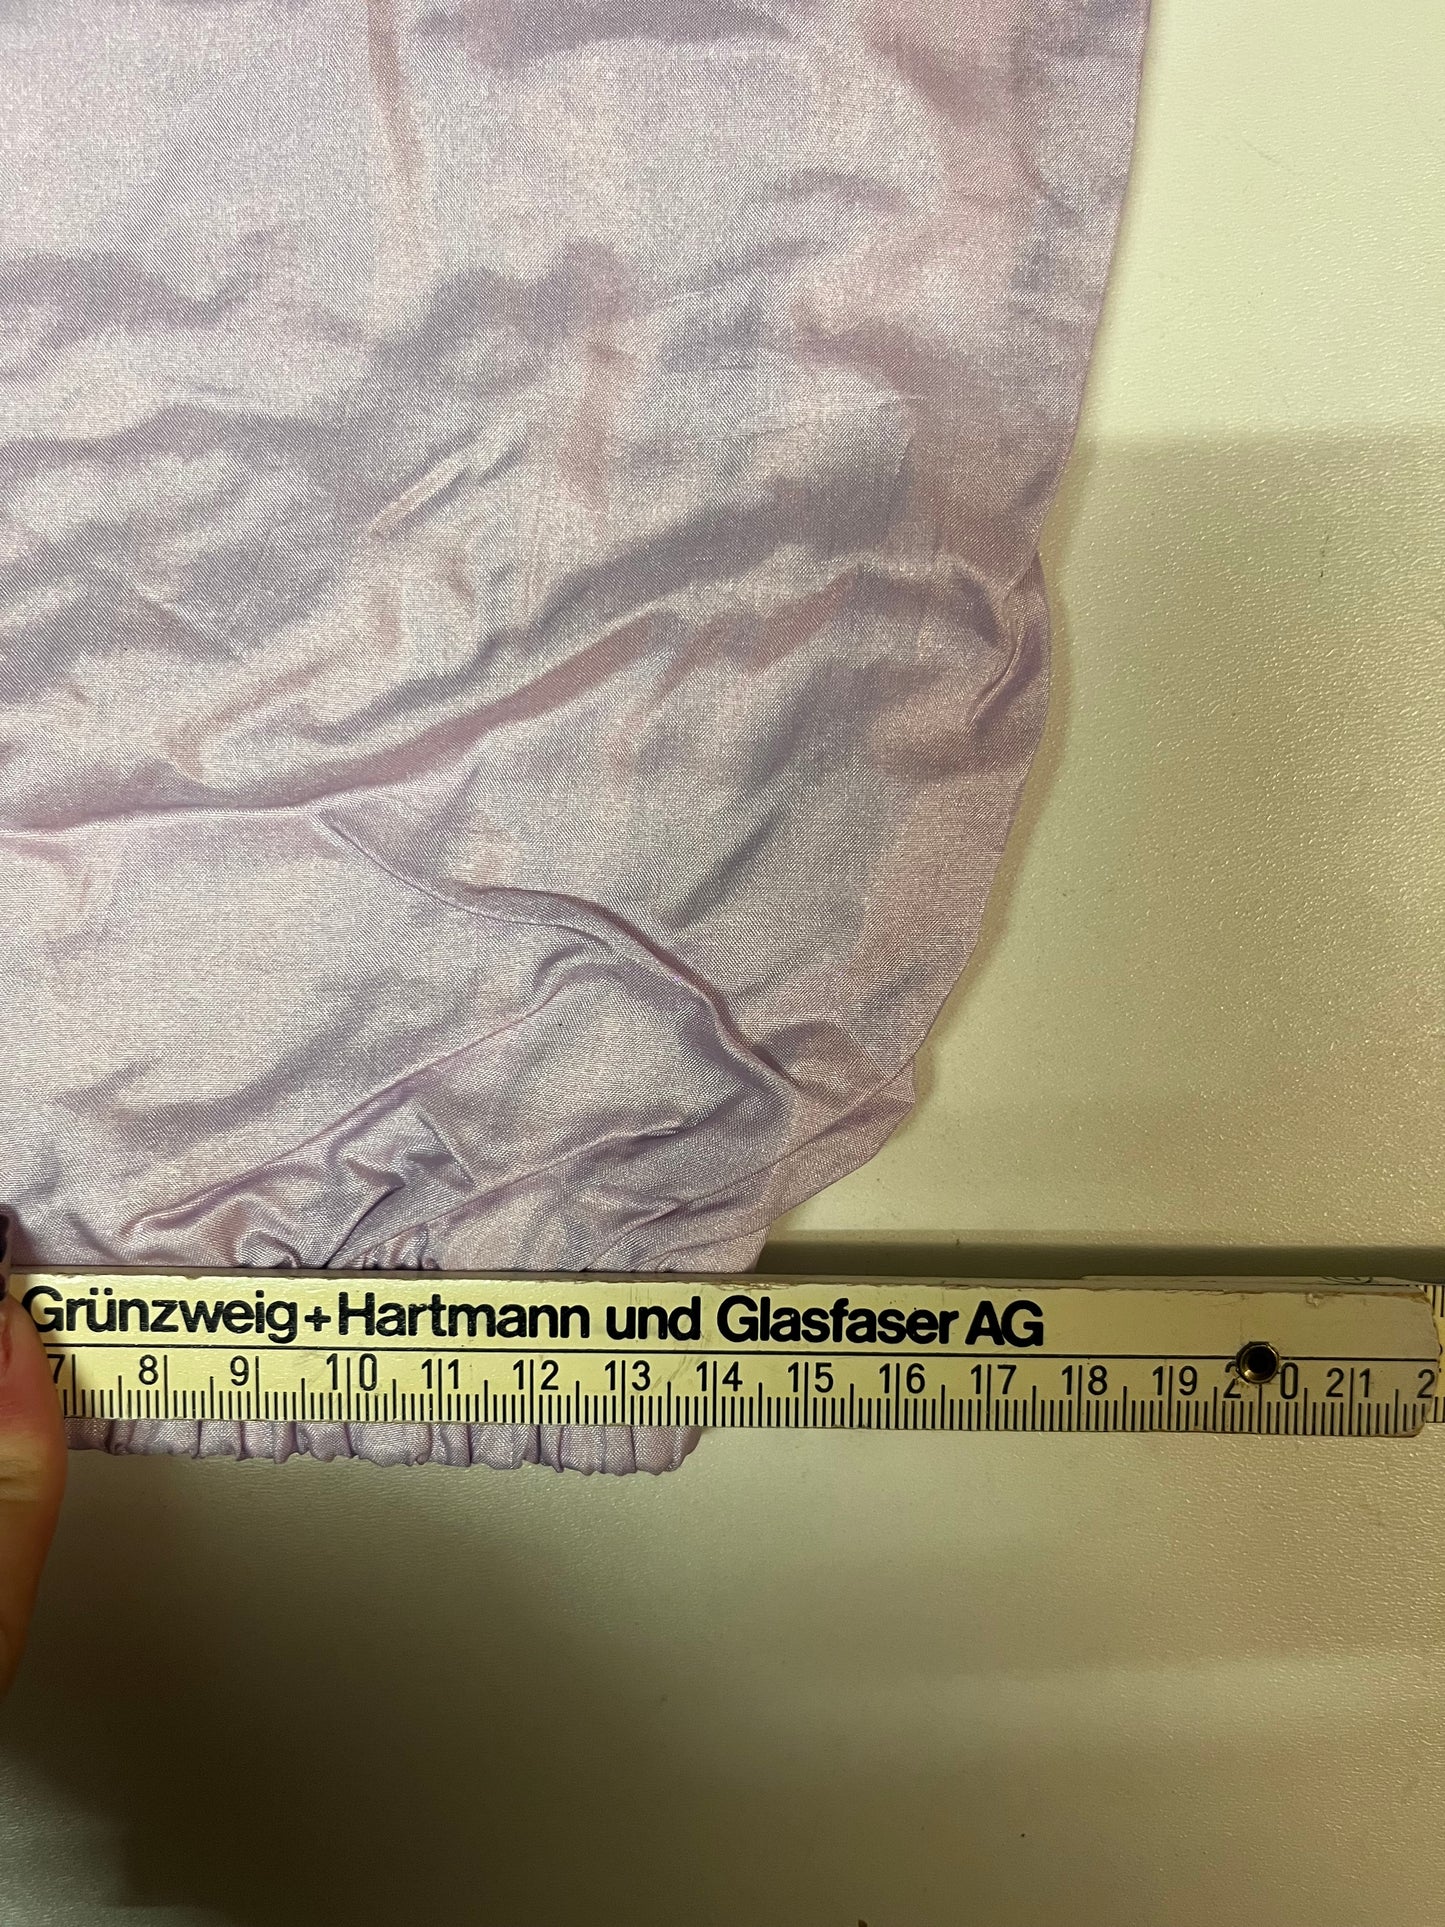 Grünzweig+Hartmann und Glasfaser AG
7 8 9 10 11 12 13 14 15 16 17 18 19 20 21 2